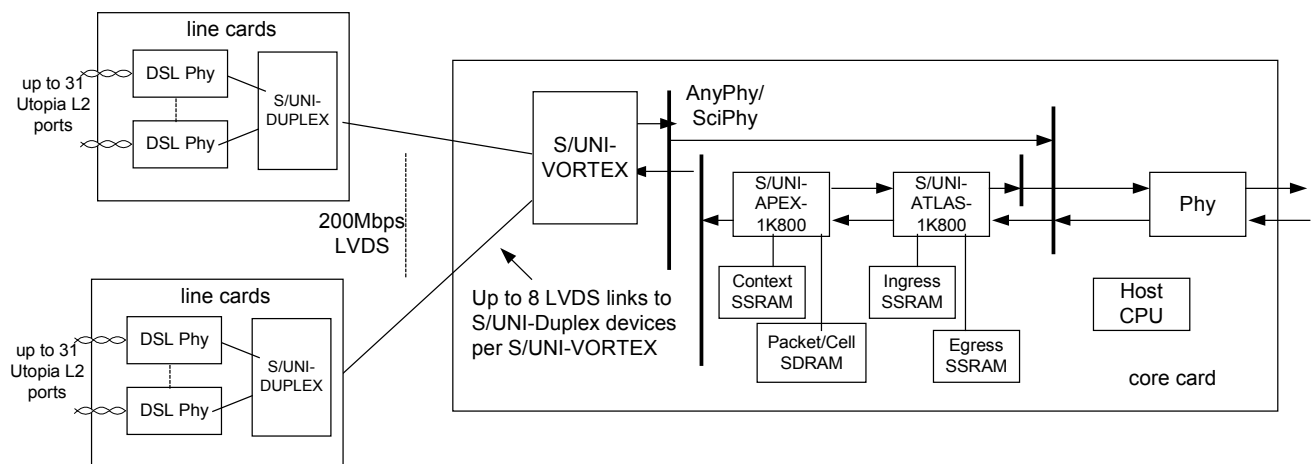 line cards
DSL Phy
DSL Phy
S/UNI-
DUPLEX
up to 31
Utopia L2
ports
200Mbps
LVDS
line cards
DSL Phy
DSL Phy
S/UNI-
DUPLEX
up to 31
Utopia L2
ports
S/UNI-
VORTEX
Up to 8 LVDS links to
S/UNI-Duplex devices
per S/UNI-VORTEX
AnyPhy/
SciPhy
S/UNI-
APEX-
1K800
S/UNI-
ATLAS-
1K800
Context
SSRAM
Packet/Cell
SDRAM
Ingress
SSRAM
Egress
SSRAM
Phy
Host
CPU
core card